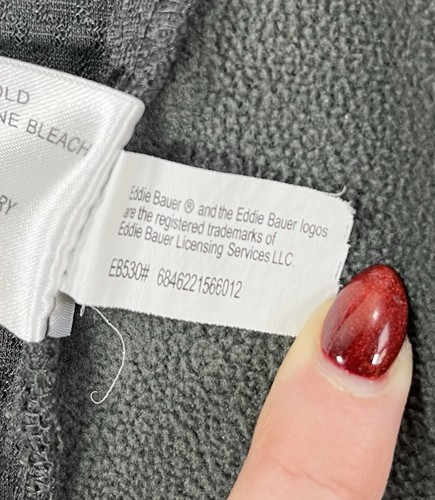 OLD
NE BLEACH
RY
Eddie Bauer ® and the Eddie Bauer logos
are the registered trademarks of
Eddie Bauer Licensing Services LLC.
EB530# 6846221566012